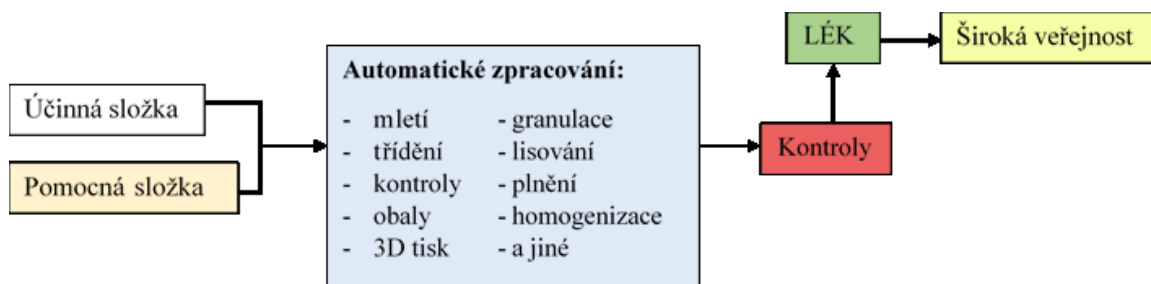 Účinná složka
Pomocná složka
Automatické zpracování:
- mletí - granulace
- třídění - lisování
- kontroly - plnění
- obaly - homogenizace
- 3D tisk - a jiné
Kontroly
LÉK
Široká veřejnost